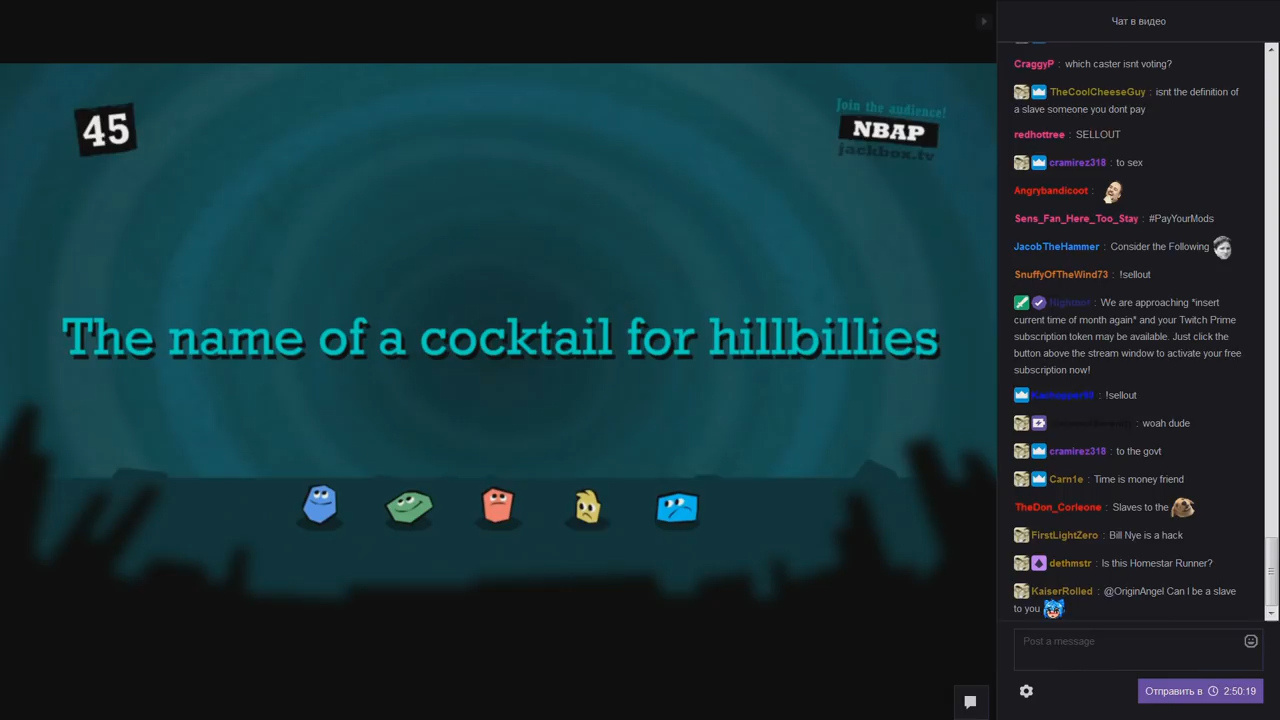 45
Join the audience!
NBAP
jackbox.tv
The name of a cocktail for hillbillies
Чат в видео
CraggyP : which caster isnt voting?
TheCoolCheeseGuy : isnt the definition of
a slave someone you dont pay
redhottree : SELLOUT
cramirez318 : to sex
Angrybandicoot :
Sens_Fan_Here_Too_Stay : #PayYourMods
JacobTheHammer : Consider the Following
SnuffyOfTheWind73 : !sellout
Nightbot : We are approaching *insert
current time of month again* and your Twitch Prime
subscription token may be available. Just click the
button above the stream window to activate your free
subscription now!
: !sellout
: woah dude
cramirez318 : to the govt
Carn1e : Time is money friend
TheDon_Corleone : Slaves to the
FirstLightZero : Bill Nye is a hack
dethmstr : Is this Homestar Runner?
KaiserRolled : @OriginAngel Can I be a slave
to you
Post a message
Отправить в 2:50:19